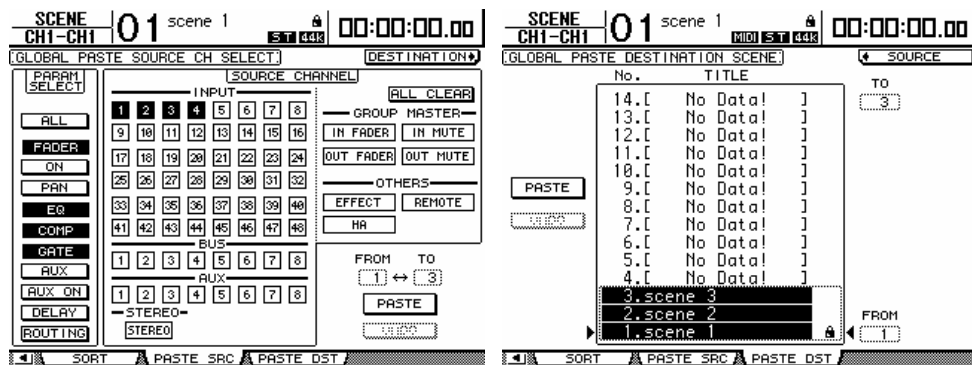 SCENE
CH1-CH1
01 scene 1
ST 44K
00:00:00.00
GLOBAL PASTE SOURCE CH SELECT
DESTINATION
PARAM SELECT
ALL
FADER
ON
PAN
EQ
COMP
GATE
AUX
AUX ON
DELAY
ROUTING
SOURCE CHANNEL
INPUT
1 2 3 4 5 6 7 8
9 10 11 12 13 14 15 16
17 18 19 20 21 22 23 24
25 26 27 28 29 30 31 32
33 34 35 36 37 38 39 40
41 42 43 44 45 46 47 48
BUS
1 2 3 4 5 6 7 8
AUX
1 2 3 4 5 6 7 8
STEREO
STEREO
ALL CLEAR
GROUP MASTER
IN FADER IN MUTE
OUT FADER OUT MUTE
OTHERS
EFFECT REMOTE
HA
FROM TO
1 ↔ 3
PASTE
UNDO
SORT PASTE SRC PASTE DST
SCENE
CH1-CH1
01 scene 1
MIDI ST 44K
00:00:00.00
GLOBAL PASTE DESTINATION SCENE
SOURCE
No. TITLE
14.[ No Data! ]
13.[ No Data! ]
12.[ No Data! ]
11.[ No Data! ]
10.[ No Data! ]
9.[ No Data! ]
8.[ No Data! ]
7.[ No Data! ]
6.[ No Data! ]
5.[ No Data! ]
4.[ No Data! ]
3.scene 3
2.scene 2
1.scene 1
PASTE
UNDO
TO
3
FROM
1
SORT PASTE SRC PASTE DST